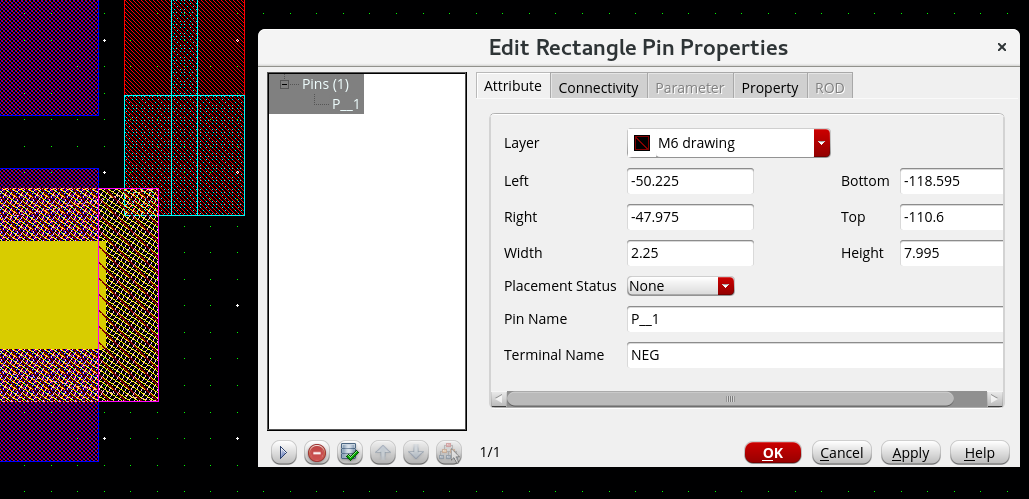 Edit Rectangle Pin Properties
×
Pins (1)
P__1
Attribute Connectivity Parameter Property ROD
Layer M6 drawing
Left -50.225 Bottom -118.595
Right -47.975 Top -110.6
Width 2.25 Height 7.995
Placement Status None
Pin Name P__1
Terminal Name NEG
1/1 OK Cancel Apply Help